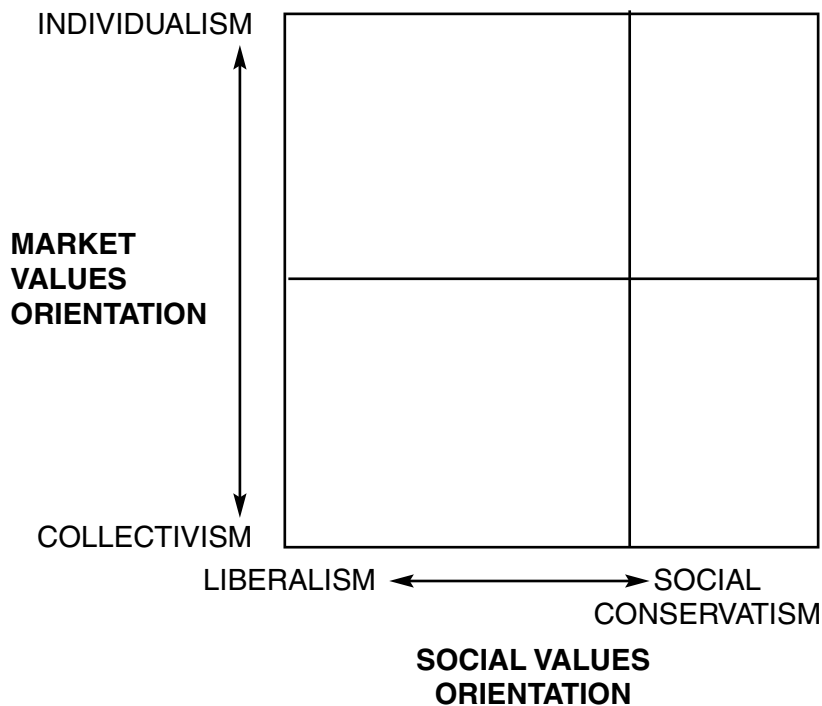 INDIVIDUALISM
MARKET
VALUES
ORIENTATION
COLLECTIVISM
LIBERALISM
SOCIAL
CONSERVATISM
SOCIAL VALUES
ORIENTATION